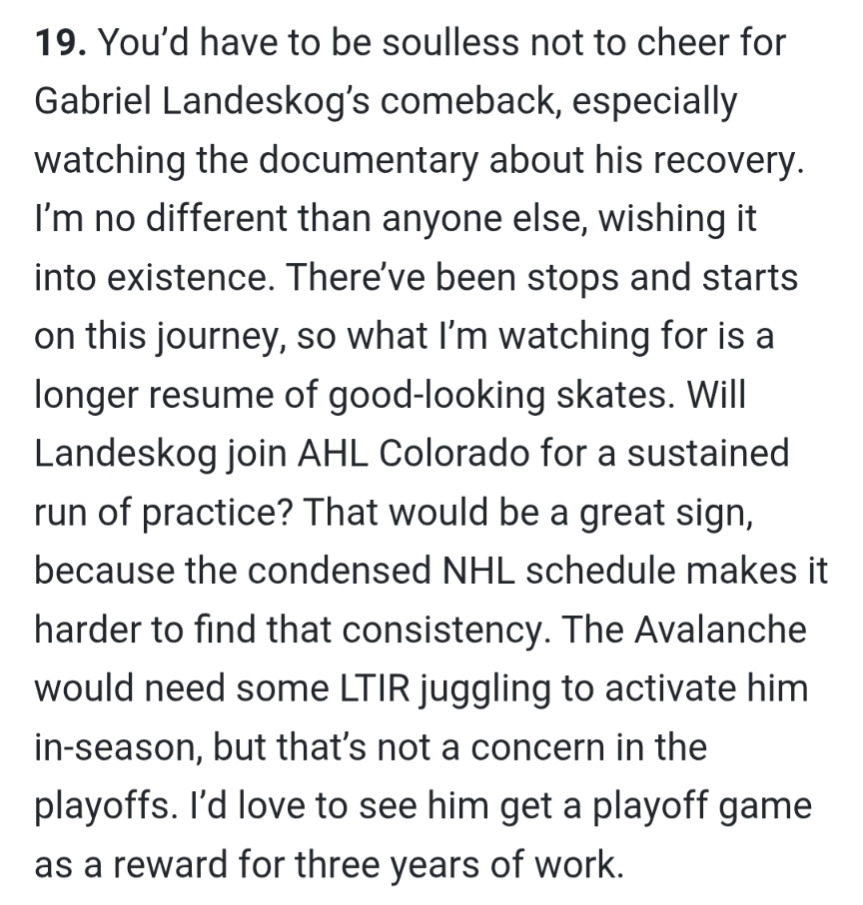 19. You’d have to be soulless not to cheer for
Gabriel Landeskog’s comeback, especially
watching the documentary about his recovery.
I’m no different than anyone else, wishing it
into existence. There’ve been stops and starts
on this journey, so what I’m watching for is a
longer resume of good-looking skates. Will
Landeskog join AHL Colorado for a sustained
run of practice? That would be a great sign,
because the condensed NHL schedule makes it
harder to find that consistency. The Avalanche
would need some LTIR juggling to activate him
in-season, but that’s not a concern in the
playoffs. I’d love to see him get a playoff game
as a reward for three years of work.